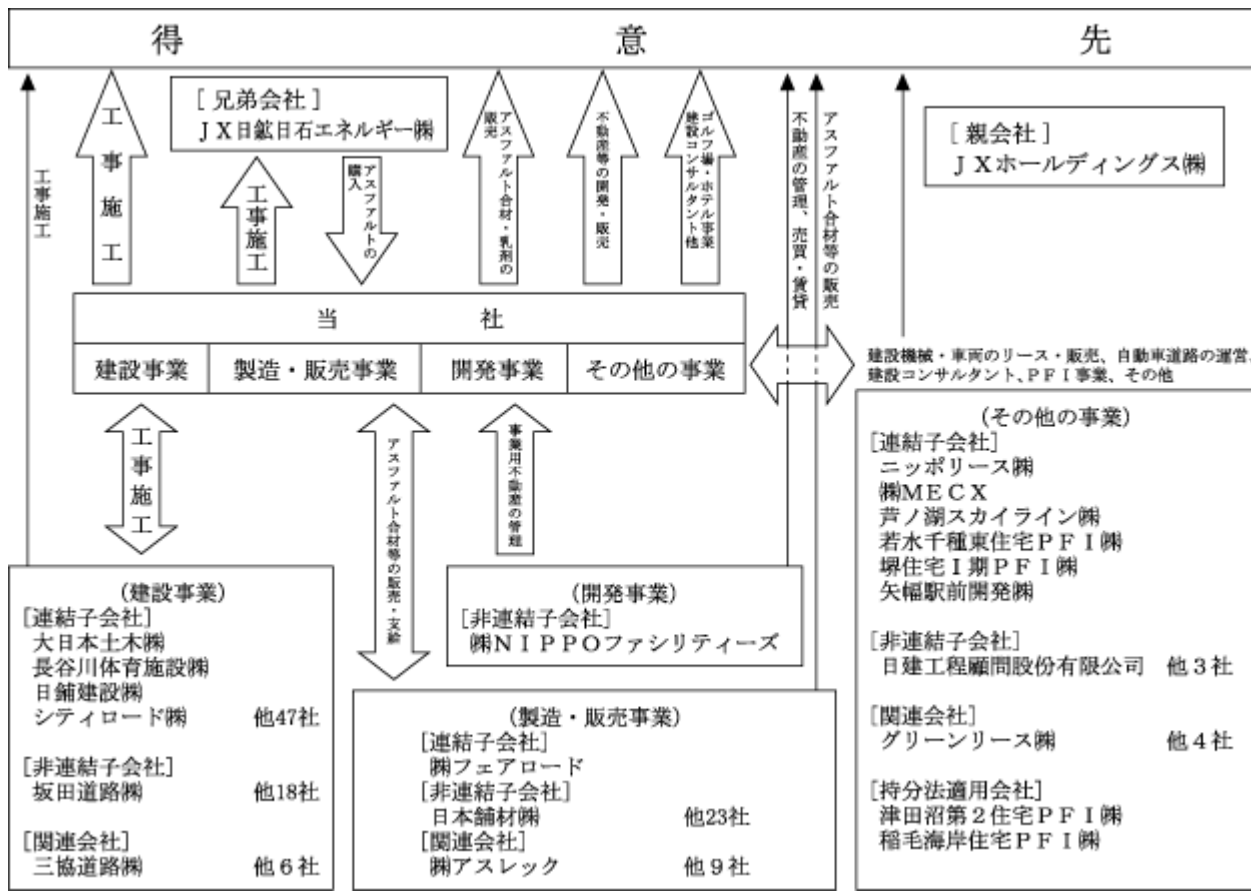 得意先
工事施工
工事施工
[兄弟会社]
ＪＸ日鉱日石エネルギー㈱
工事施工
アスファルトの
購入
アスファルト合材・乳剤の
販売
不動産等の開発・販売
ゴルフ場・ホテル事業
建設コンサルタント他
不動産の管理、売買・賃貸
アスファルト合材等の販売
[親会社]
ＪＸホールディングス㈱
当社
建設事業
製造・販売事業
開発事業
その他の事業
建設機械・車両のリース・販売、自動車道路の運営、
建設コンサルタント、ＰＦＩ事業、その他
工事施工
アスファルト合材等の販売・支給
事業用不動産の管理
(建設事業)
[連結子会社]
大日本土木㈱
長谷川体育施設㈱
日鋪建設㈱
シティロード㈱ 他47社
[非連結子会社]
坂田道路㈱ 他18社
[関連会社]
三協道路㈱ 他６社
(開発事業)
[非連結子会社]
㈱ＮＩＰＰＯファシリティーズ
(製造・販売事業)
[連結子会社]
㈱フェアロード
[非連結子会社]
日本舗材㈱ 他23社
[関連会社]
㈱アスレック 他９社
(その他の事業)
[連結子会社]
ニッポリース㈱
㈱ＭＥＣＸ
芦ノ湖スカイライン㈱
若水千種東住宅ＰＦＩ㈱
堺住宅Ⅰ期ＰＦＩ㈱
矢幅駅前開発㈱
[非連結子会社]
日建工程顧問股份有限公司 他３社
[関連会社]
グリーンリース㈱ 他４社
[持分法適用会社]
津田沼第２住宅ＰＦＩ㈱
稲毛海岸住宅ＰＦＩ㈱